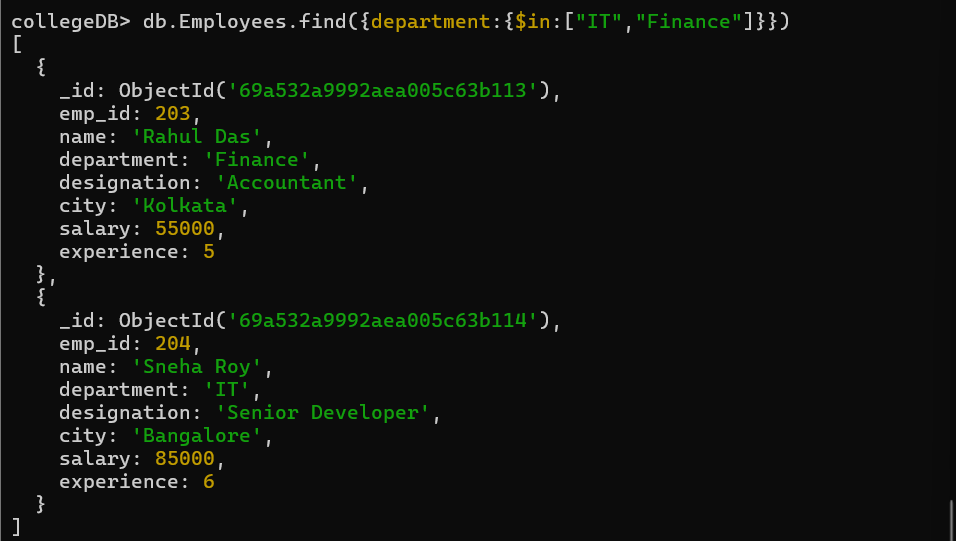 collegeDB> db.Employees.find({department:{$in:["IT","Finance"]}})
[
  {
    _id: ObjectId('69a532a9992aea005c63b113'),
    emp_id: 203,
    name: 'Rahul Das',
    department: 'Finance',
    designation: 'Accountant',
    city: 'Kolkata',
    salary: 55000,
    experience: 5
  },
  {
    _id: ObjectId('69a532a9992aea005c63b114'),
    emp_id: 204,
    name: 'Sneha Roy',
    department: 'IT',
    designation: 'Senior Developer',
    city: 'Bangalore',
    salary: 85000,
    experience: 6
  }
]